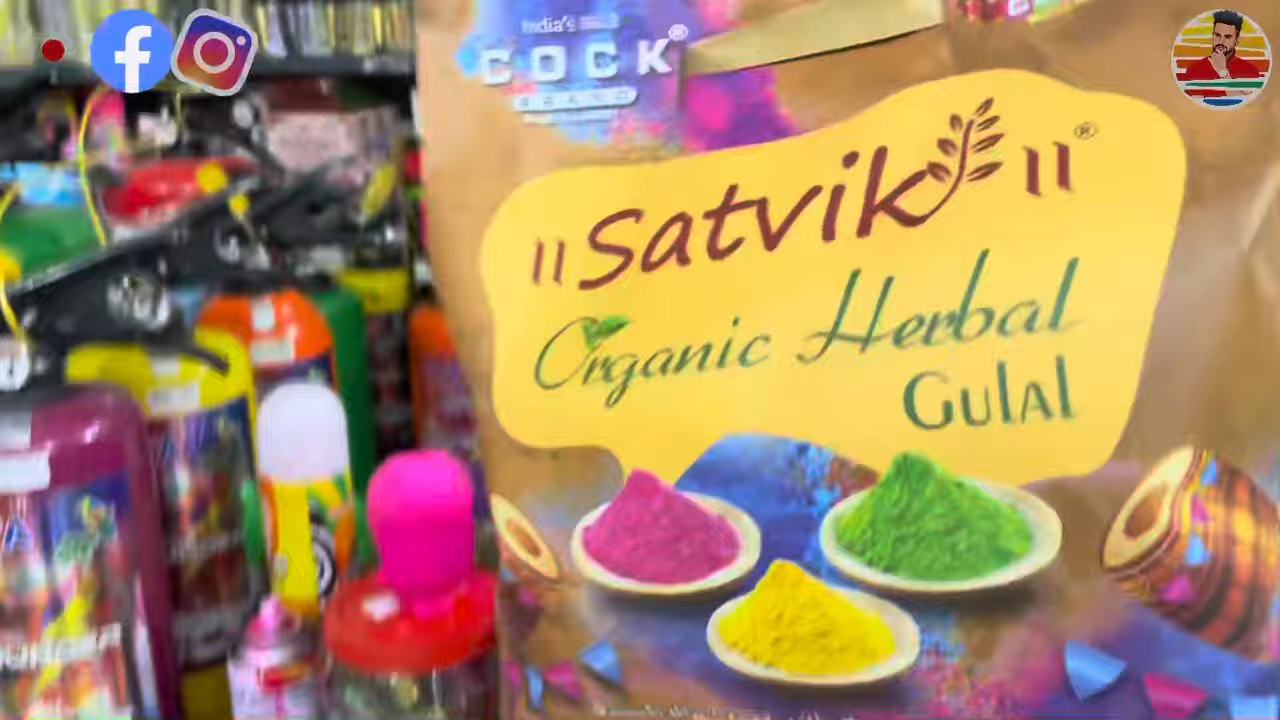 India's
COCK®
BRAND
"Satvik"®
Organic Herbal
Gulal